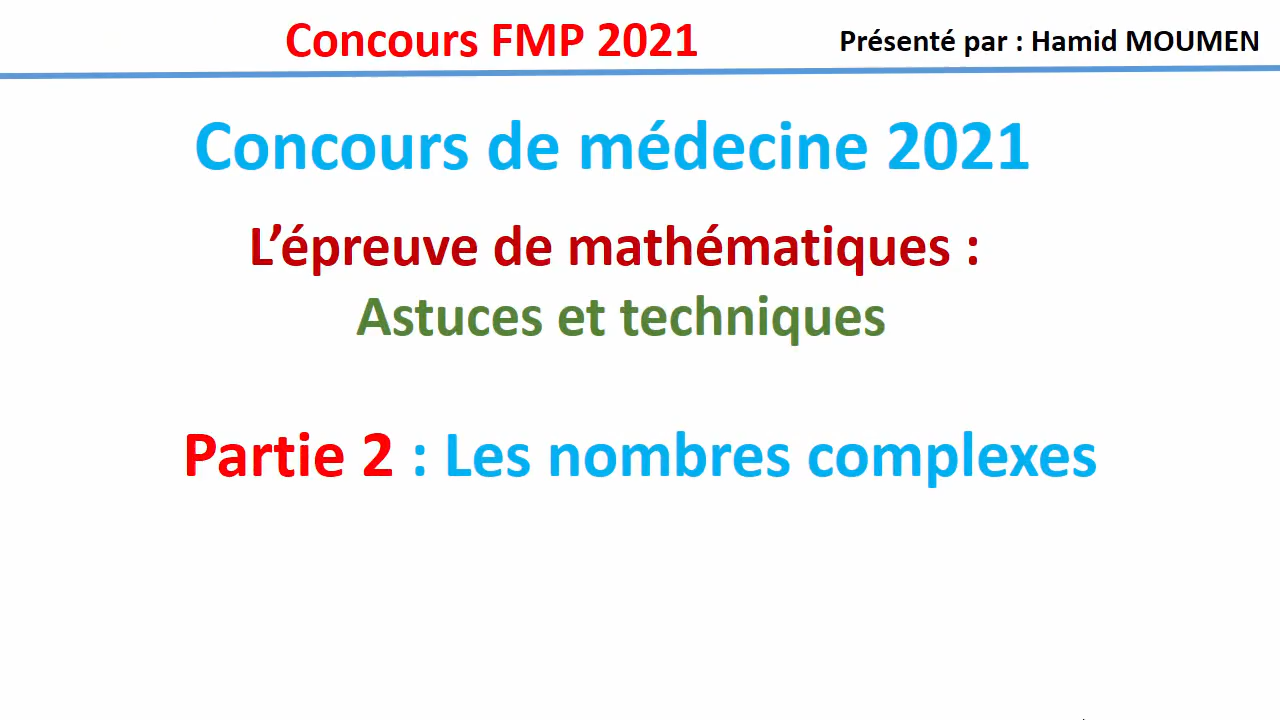 Concours FMP 2021
Présenté par : Hamid MOUMEN
Concours de médecine 2021
L’épreuve de mathématiques :
Astuces et techniques
Partie 2 : Les nombres complexes